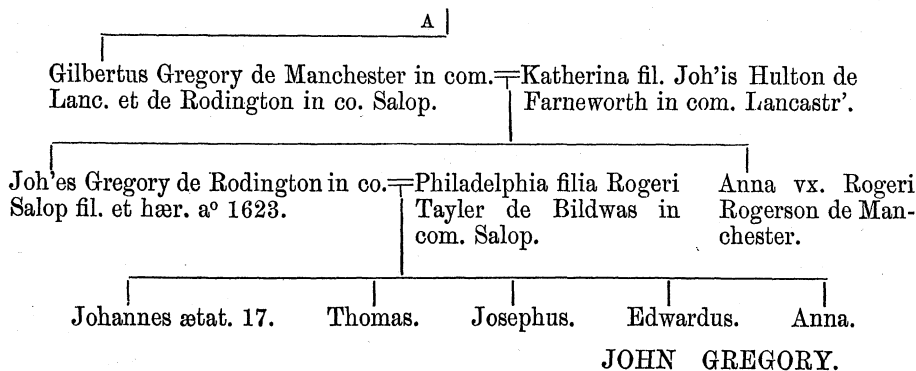 A
Gilbertus Gregory de Manchester in com.
Lanc. et de Rodington in co. Salop.
Katherina fil. Joh'is Hulton de
Farneworth in com. Lancastr'.
Joh'es Gregory de Rodington in co.
Salop fil. et hær. aº 1623.
Philadelphia filia Rogeri
Tayler de Bildwas in
com. Salop.
Anna vx. Rogeri
Rogerson de Man-
chester.
Johannes ætat. 17.
Thomas.
Josephus.
Edwardus.
Anna.
JOHN GREGORY.